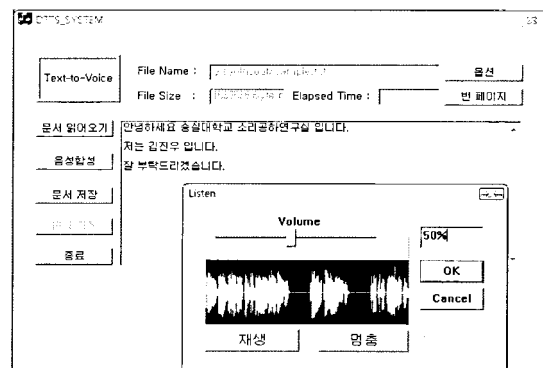 DTTS_SYSTEM
Text-to-Voice
File Name :
옵션
File Size :
Elapsed Time :
빈 페이지
문서 읽어오기
음성합성
문서 저장
종료
안녕하세요 숭실대학교 소리공하연구실 입니다.
저는 김진우 입니다.
잘 부탁드리겠습니다.
Listen
Volume
50%
OK
Cancel
재생
멈춤